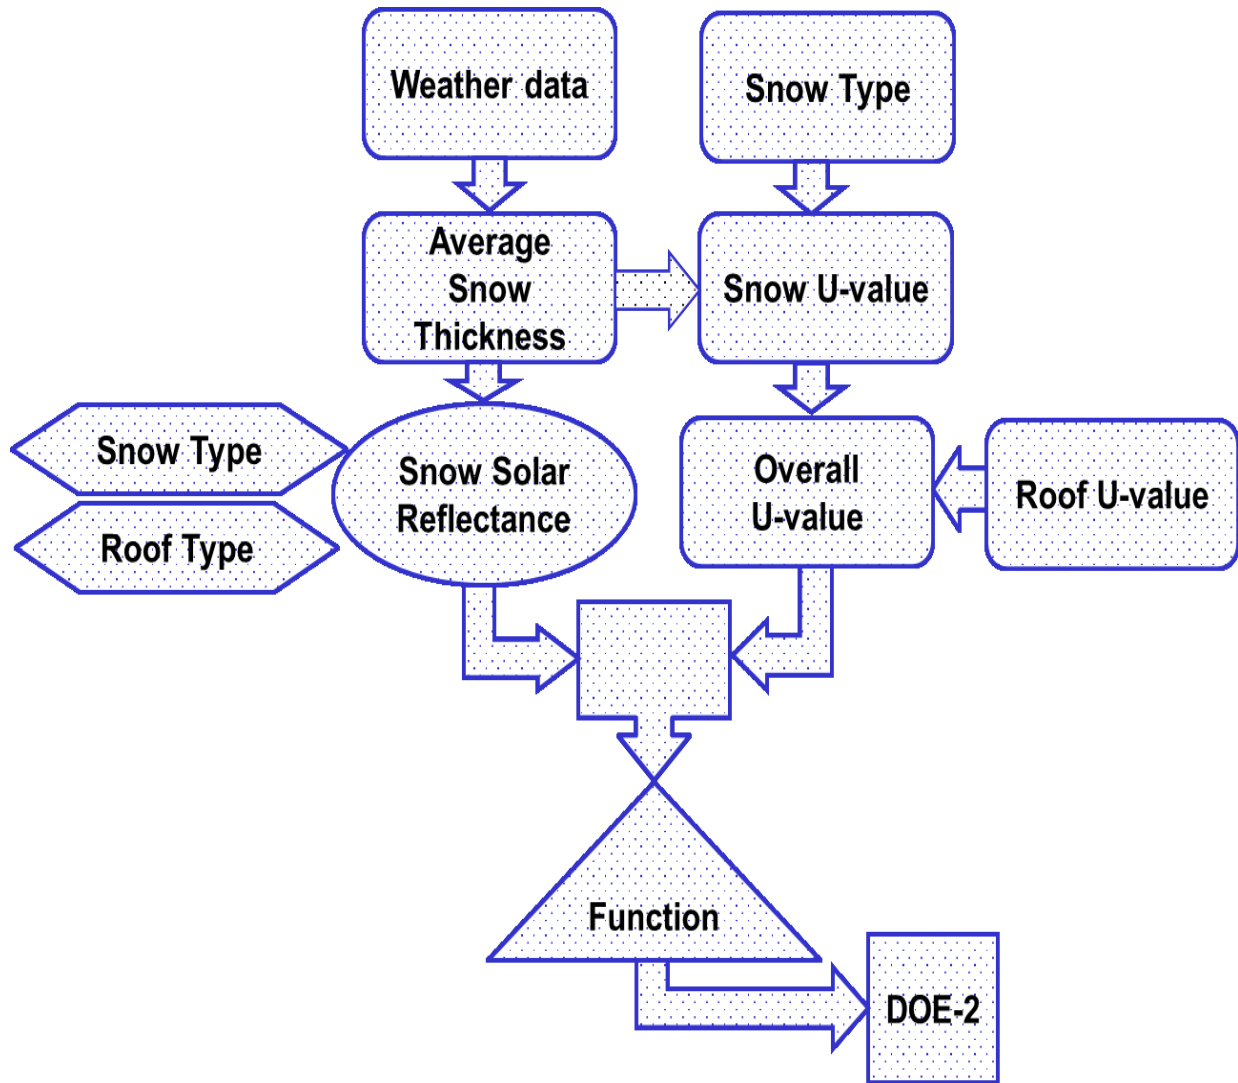 Weather data
Snow Type
Average
Snow
Thickness
Snow U-value
Snow Type
Roof Type
Snow Solar
Reflectance
Overall
U-value
Roof U-value
Function
DOE-2